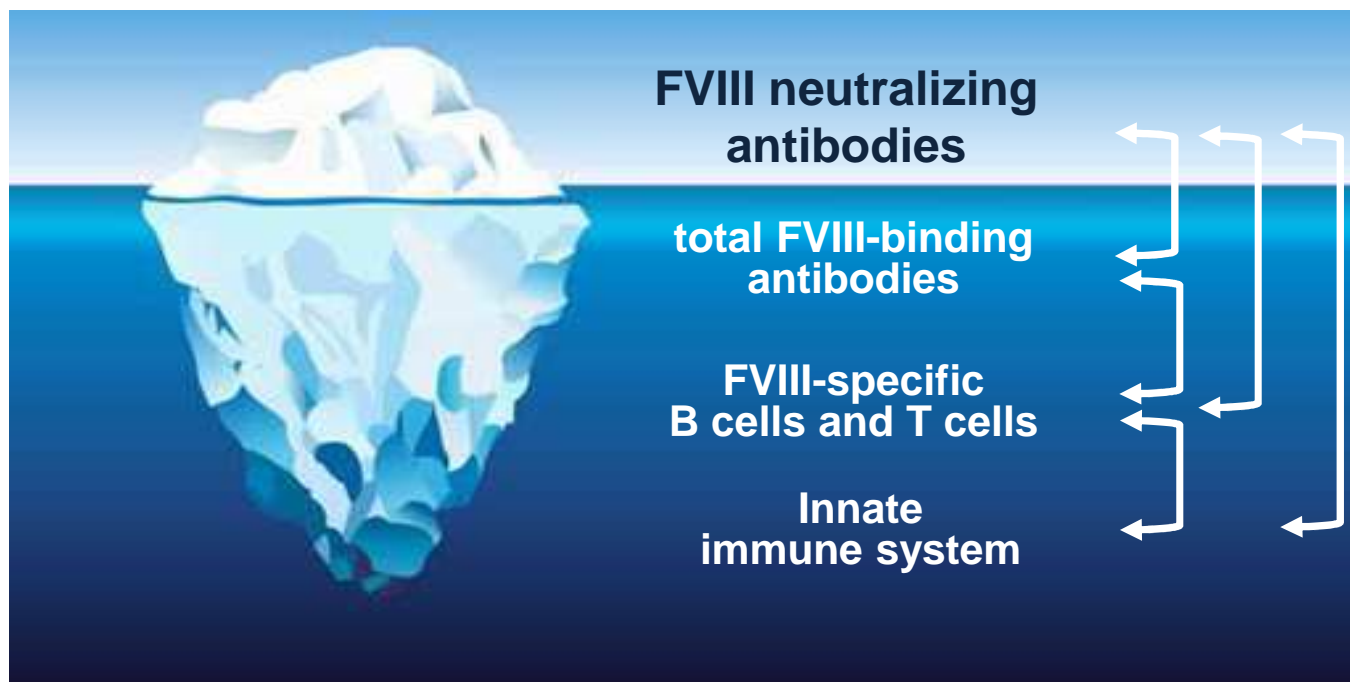 FVIII neutralizing
antibodies
total FVIII-binding
antibodies
FVIII-specific
B cells and T cells
Innate
immune system